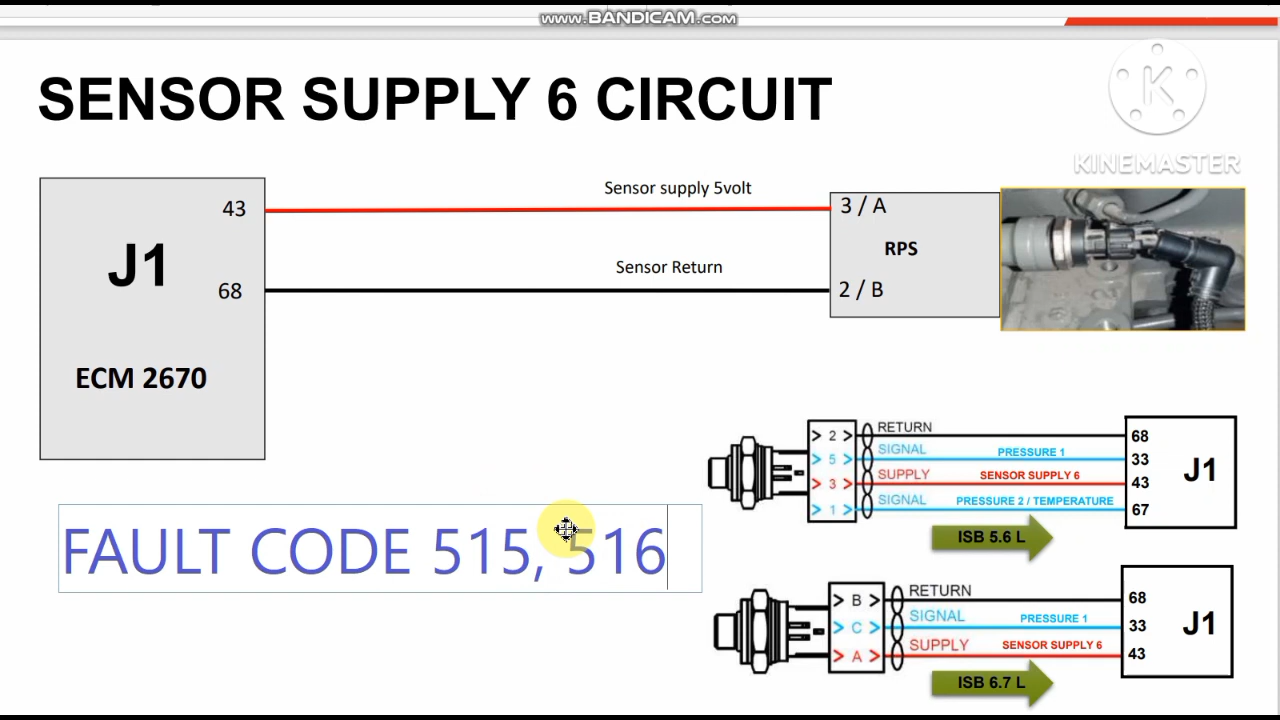 www.BANDICAM.com
SENSOR SUPPLY 6 CIRCUIT
K
KINEMASTER
Sensor supply 5volt
43
3 / A
J1
RPS
Sensor Return
68
2 / B
ECM 2670
RETURN
2
68
SIGNAL
PRESSURE 1
5
33
J1
SUPPLY
SENSOR SUPPLY 6
3
43
SIGNAL
PRESSURE 2 / TEMPERATURE
1
67
ISB 5.6 L
FAULT CODE 515, 516
RETURN
B
68
SIGNAL
PRESSURE 1
C
33
J1
SUPPLY
SENSOR SUPPLY 6
A
43
ISB 6.7 L